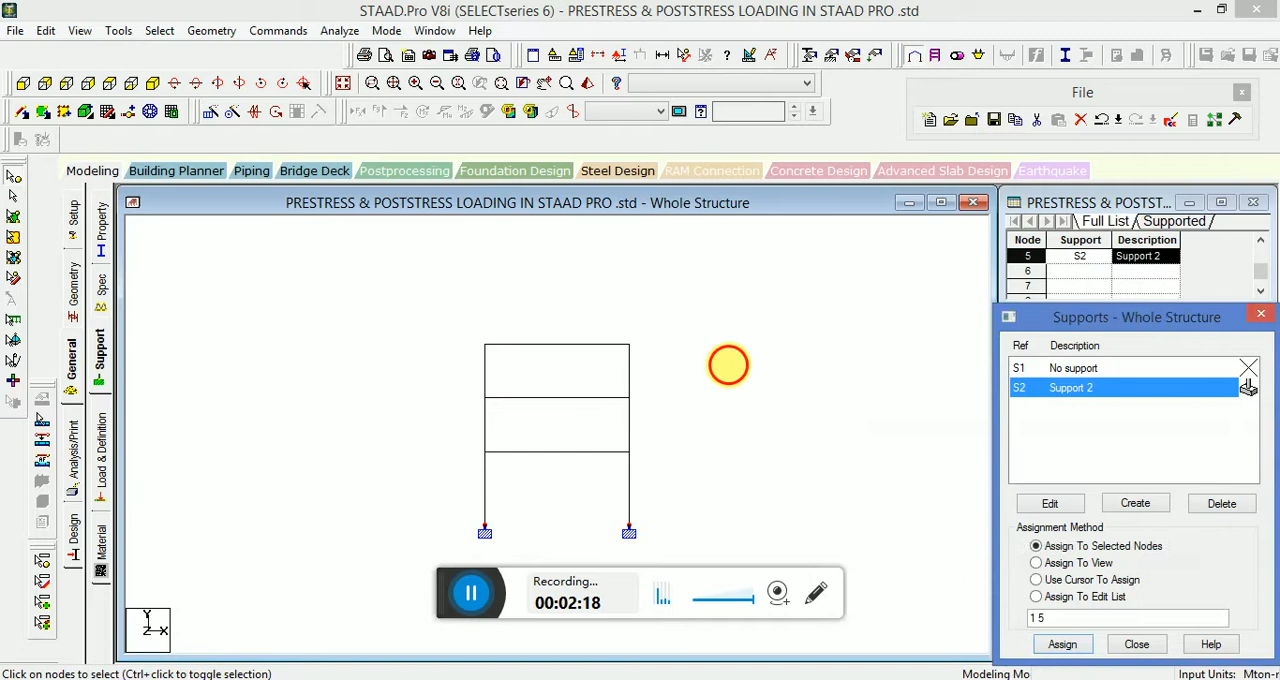 STAAD.Pro V8i (SELECTseries 6) - PRESTRESS & POSTSTRESS LOADING IN STAAD PRO .std
File Edit View Tools Select Geometry Commands Analyze Mode Window Help
File
Modeling Building Planner Piping Bridge Deck Postprocessing Foundation Design Steel Design RAM Connection Concrete Design Advanced Slab Design Earthquake
PRESTRESS & POSTSTRESS LOADING IN STAAD PRO .std - Whole Structure
PRESTRESS & POSTST...
Full List Supported
Node Support Description
5 S2 Support 2
6
7
Setup
Geometry
General
Analysis/Print
Design
Property
Spec
Support
Load & Definition
Material
Supports - Whole Structure
Ref Description
S1 No support
S2 Support 2
Edit Create Delete
Assignment Method
Assign To Selected Nodes
Assign To View
Use Cursor To Assign
Assign To Edit List
1 5
Assign Close Help
Recording...
00:02:18
Y
Z X
Click on nodes to select (Ctrl+click to toggle selection)
Modeling Mo
Input Units: Mton-